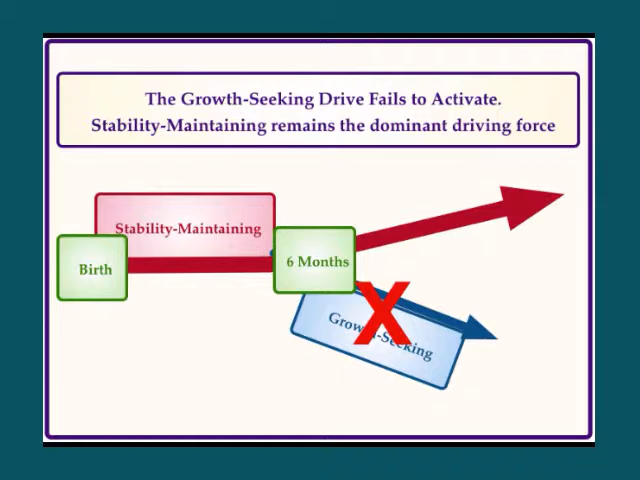 The Growth-Seeking Drive Fails to Activate.
Stability-Maintaining remains the dominant driving force
Stability-Maintaining
Birth
6 Months
Growth-Seeking
X